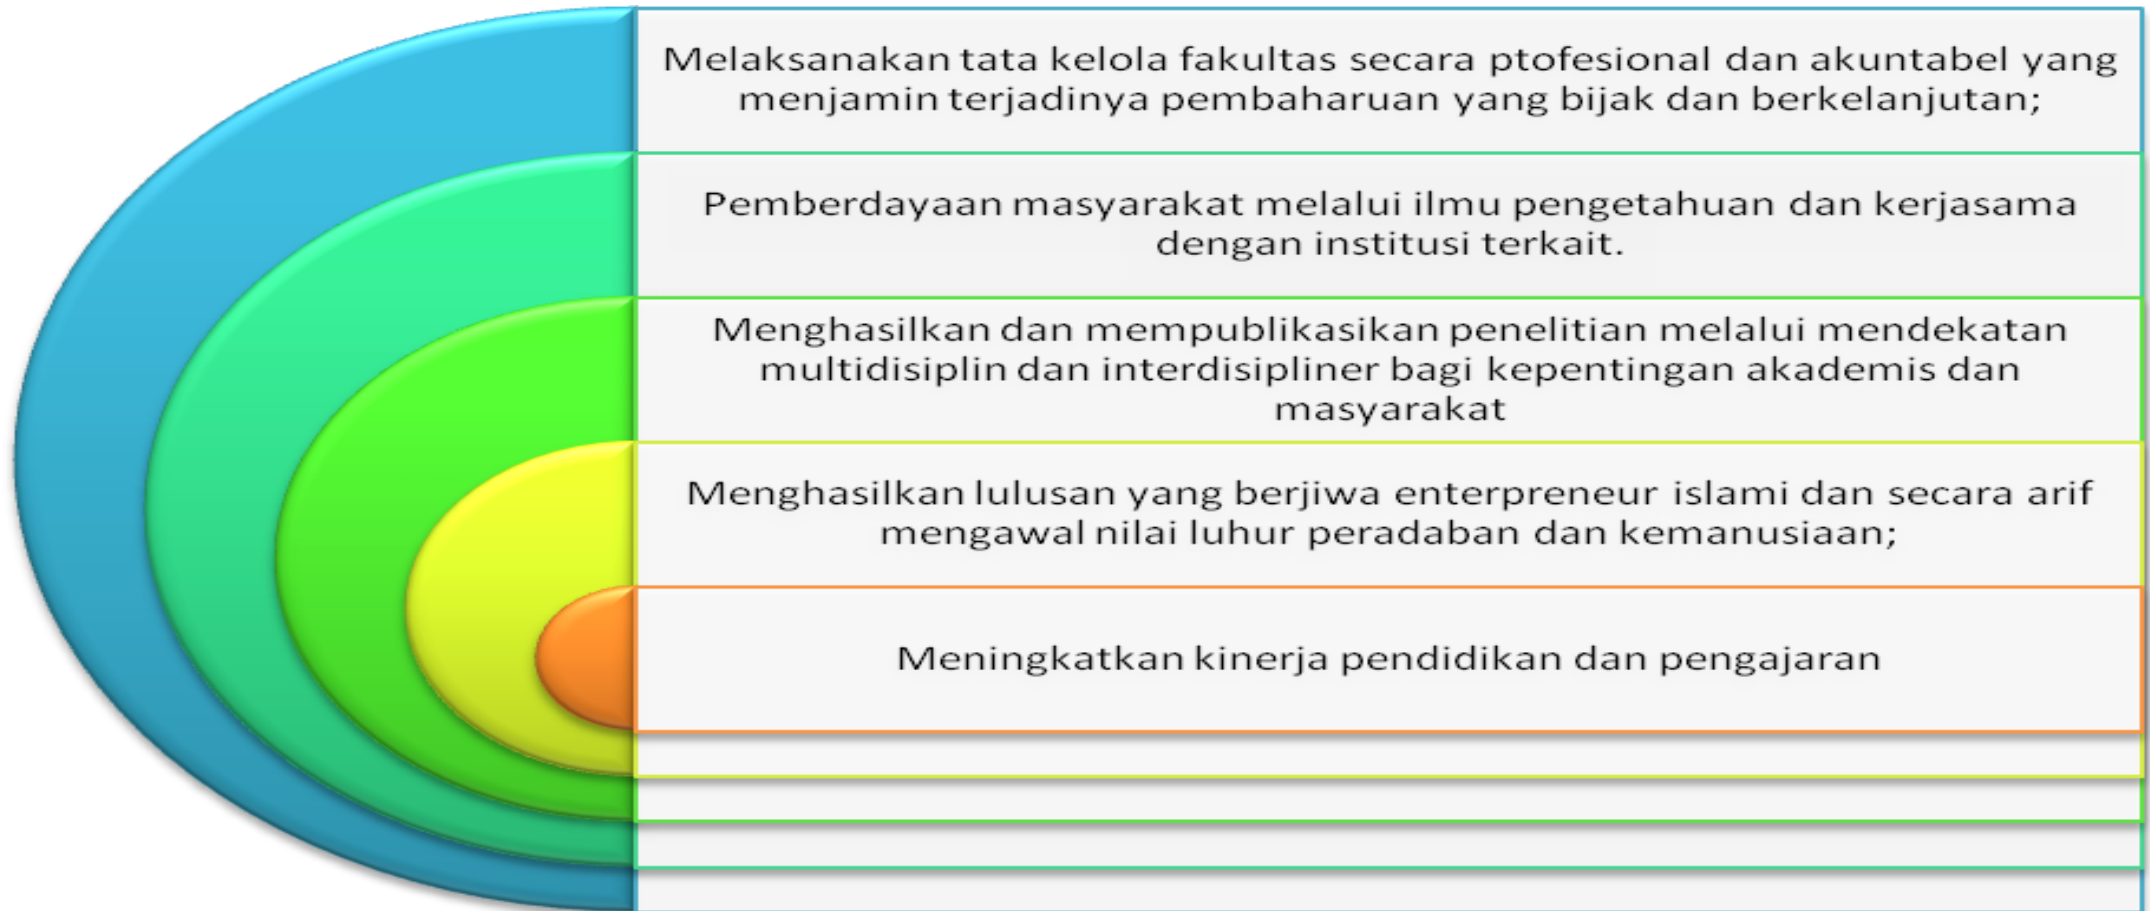 Melaksanakan tata kelola fakultas secara ptofesional dan akuntabel yang
menjamin terjadinya pembaharuan yang bijak dan berkelanjutan;
Pemberdayaan masyarakat melalui ilmu pengetahuan dan kerjasama
dengan institusi terkait.
Menghasilkan dan mempublikasikan penelitian melalui mendekatan
multidisiplin dan interdisipliner bagi kepentingan akademis dan
masyarakat
Menghasilkan lulusan yang berjiwa enterpreneur islami dan secara arif
mengawal nilai luhur peradaban dan kemanusiaan;
Meningkatkan kinerja pendidikan dan pengajaran